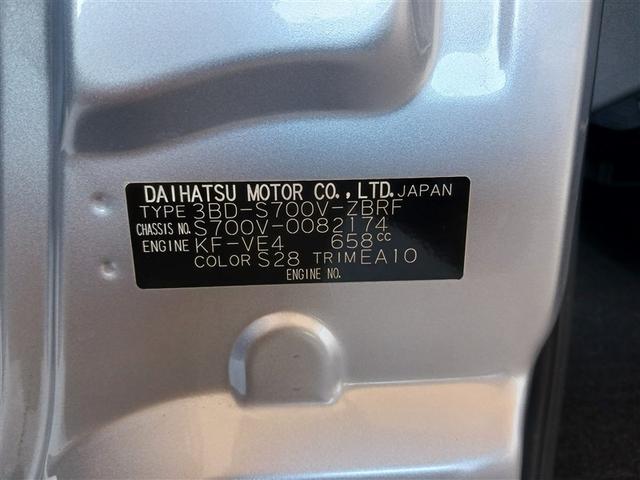 DAIHATSU MOTOR CO.,LTD. JAPAN
TYPE 3BD-S700V-ZBRF
CHASSIS NO. S700V-0082174
ENGINE KF-VE4 658cc
COLOR S28 TRIM EA10
ENGINE NO.